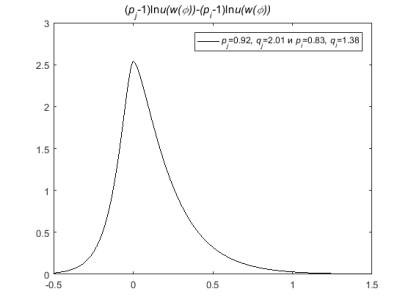 (p_j-1)lnu(w(ϕ))-(p_i-1)lnu(w(ϕ))
p_j=0.92, q_j=2.01 и p_i=0.83, q_i=1.38
3
2.5
2
1.5
1
0.5
0
-0.5 0 0.5 1 1.5